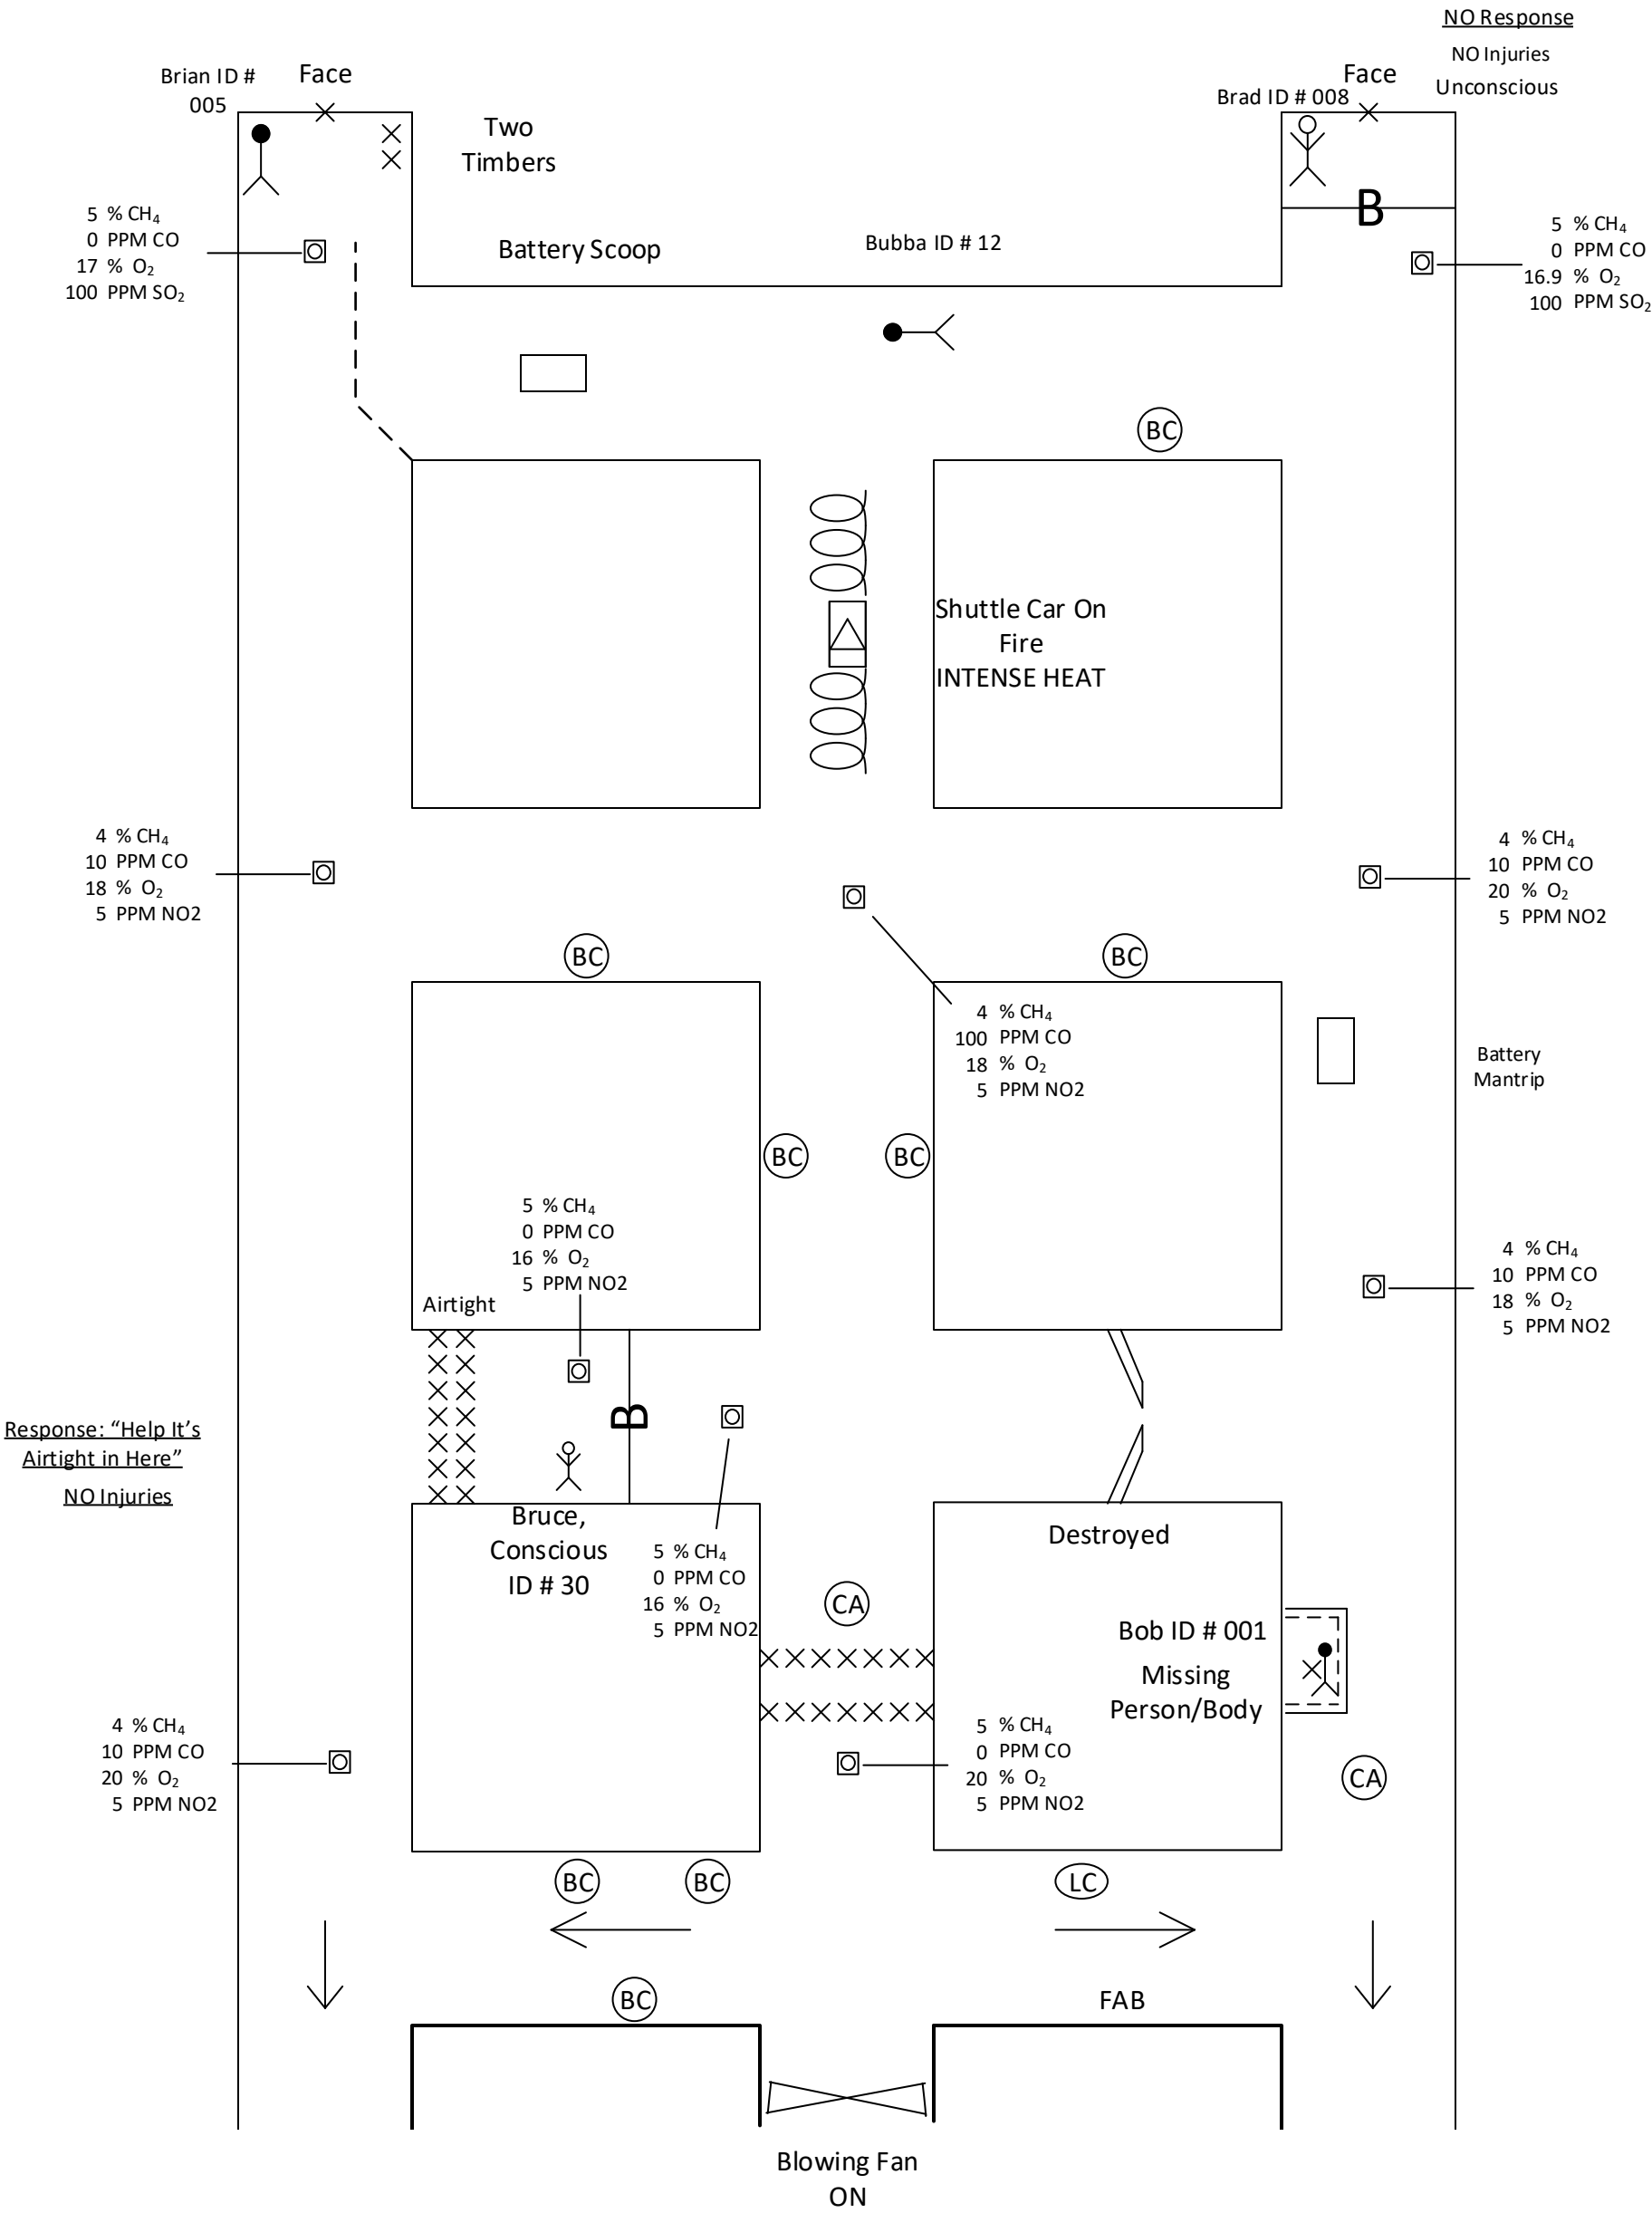 NO Response
NO Injuries
Unconscious
Brian ID #
005
Face
Two
Timbers
Brad ID # 008
Face
B
5 % CH₄
0 PPM CO
17 % O₂
100 PPM SO₂
Battery Scoop
Bubba ID # 12
5 % CH₄
0 PPM CO
16.9 % O₂
100 PPM SO₂
BC
Shuttle Car On
Fire
INTENSE HEAT
4 % CH₄
10 PPM CO
18 % O₂
5 PPM NO2
4 % CH₄
10 PPM CO
20 % O₂
5 PPM NO2
BC
BC
4 % CH₄
100 PPM CO
18 % O₂
5 PPM NO2
Battery
Mantrip
BC
BC
5 % CH₄
0 PPM CO
16 % O₂
5 PPM NO2
Airtight
4 % CH₄
10 PPM CO
18 % O₂
5 PPM NO2
B
Response: “Help It’s
Airtight in Here”
NO Injuries
Bruce,
Conscious
ID # 30
5 % CH₄
0 PPM CO
16 % O₂
5 PPM NO2
CA
Destroyed
Bob ID # 001
Missing
Person/Body
4 % CH₄
10 PPM CO
20 % O₂
5 PPM NO2
5 % CH₄
0 PPM CO
20 % O₂
5 PPM NO2
CA
BC
BC
LC
BC
FAB
Blowing Fan
ON